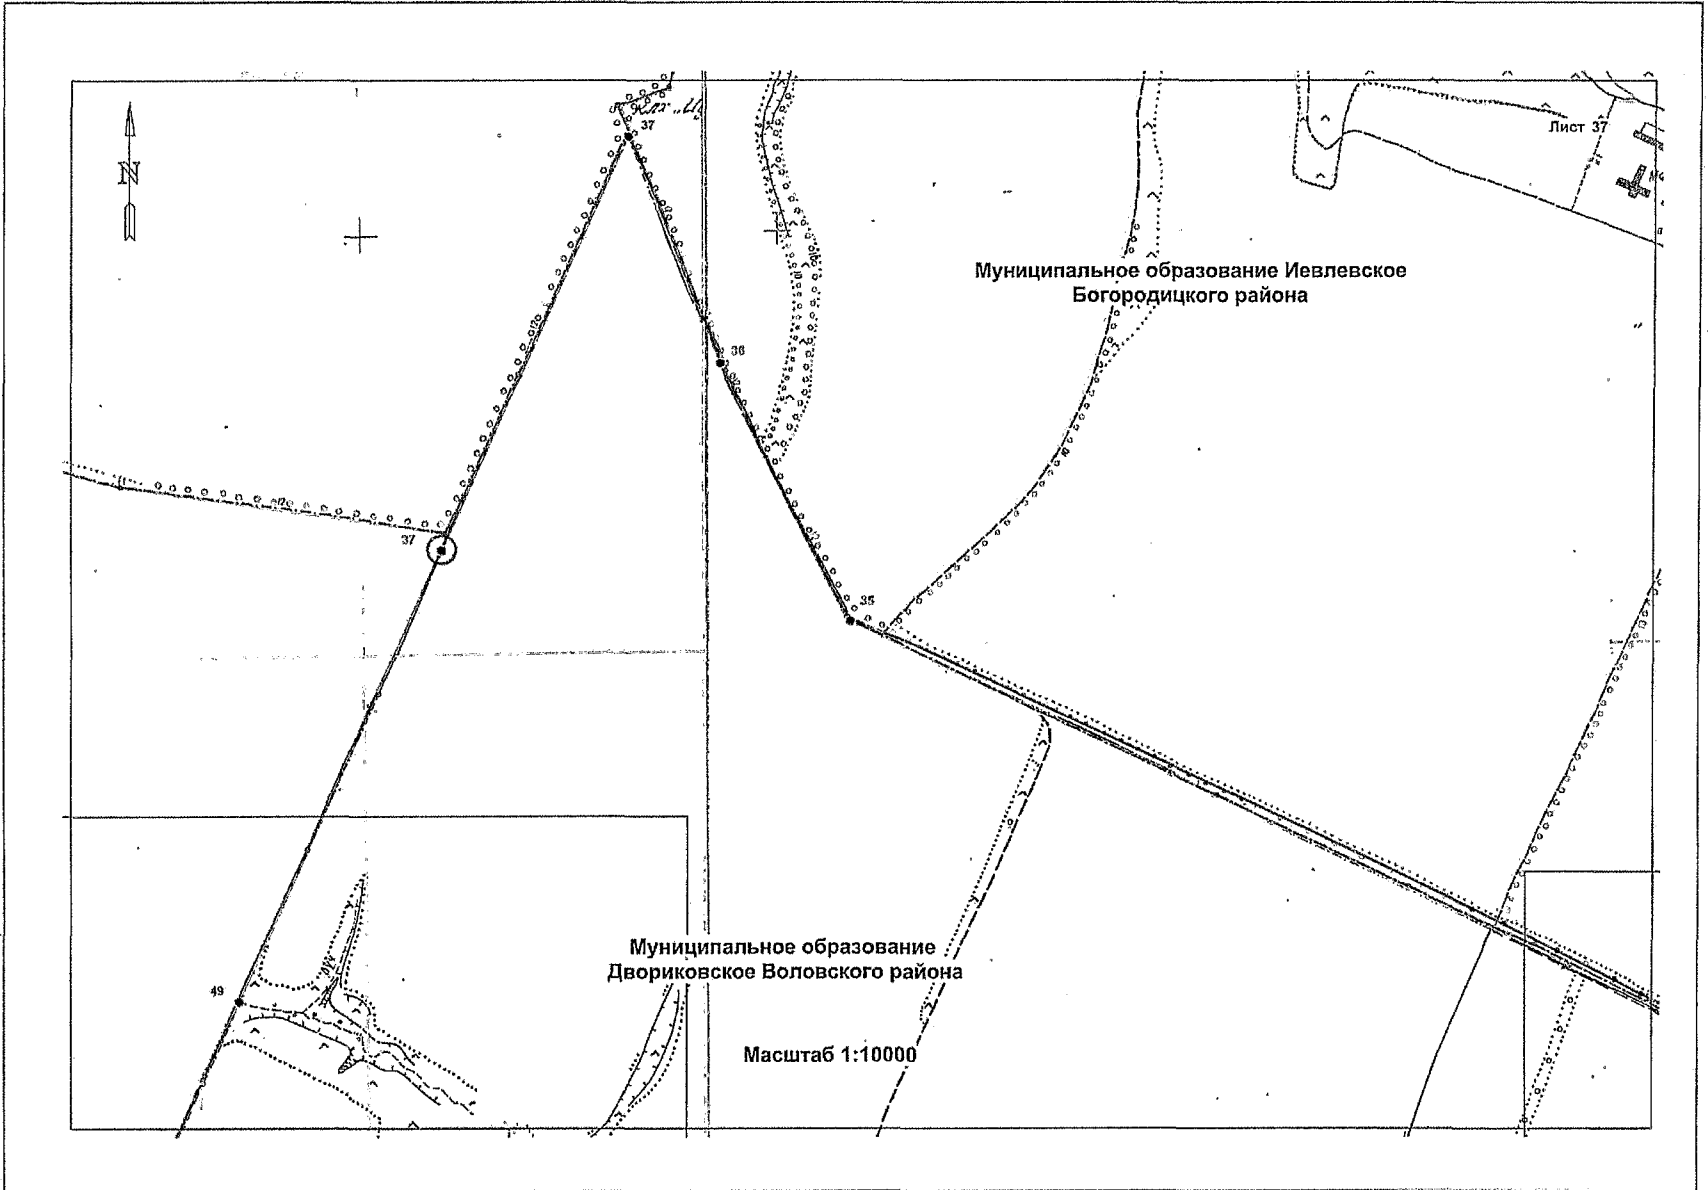 37
Лист 37
N
Муниципальное образование Иевлевское
Богородицкого района
36
37
35
Муниципальное образование
Двориковское Воловского района
49
Масштаб 1:10000